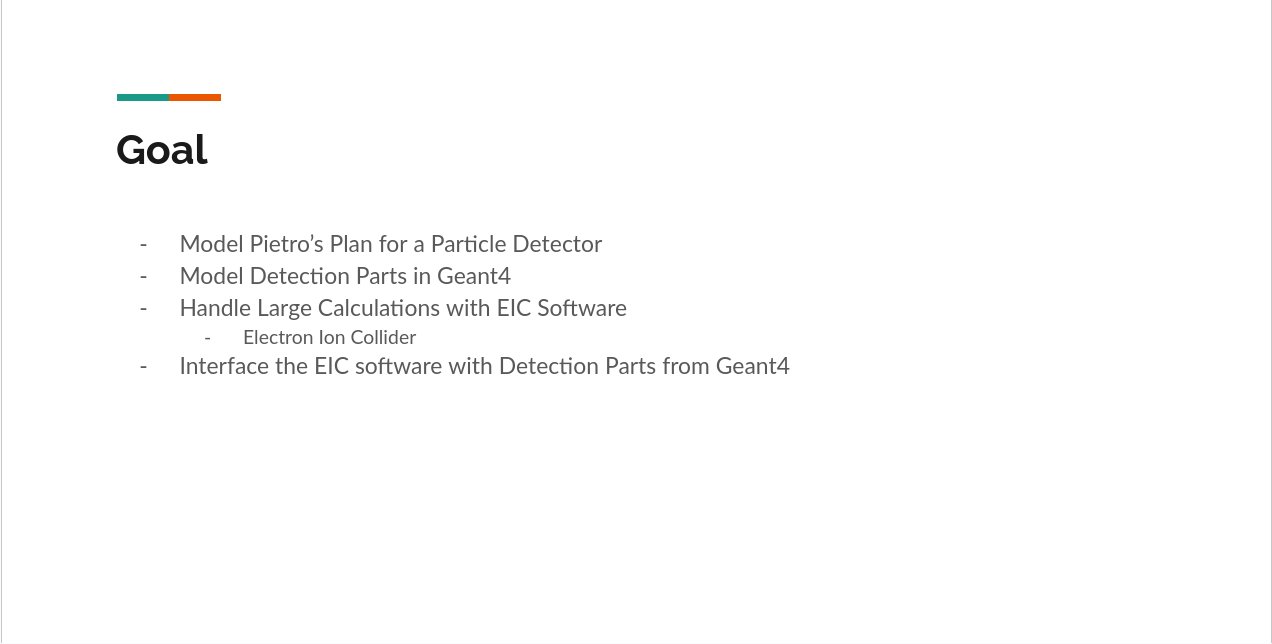 Goal
- Model Pietro’s Plan for a Particle Detector
- Model Detection Parts in Geant4
- Handle Large Calculations with EIC Software
- Electron Ion Collider
- Interface the EIC software with Detection Parts from Geant4